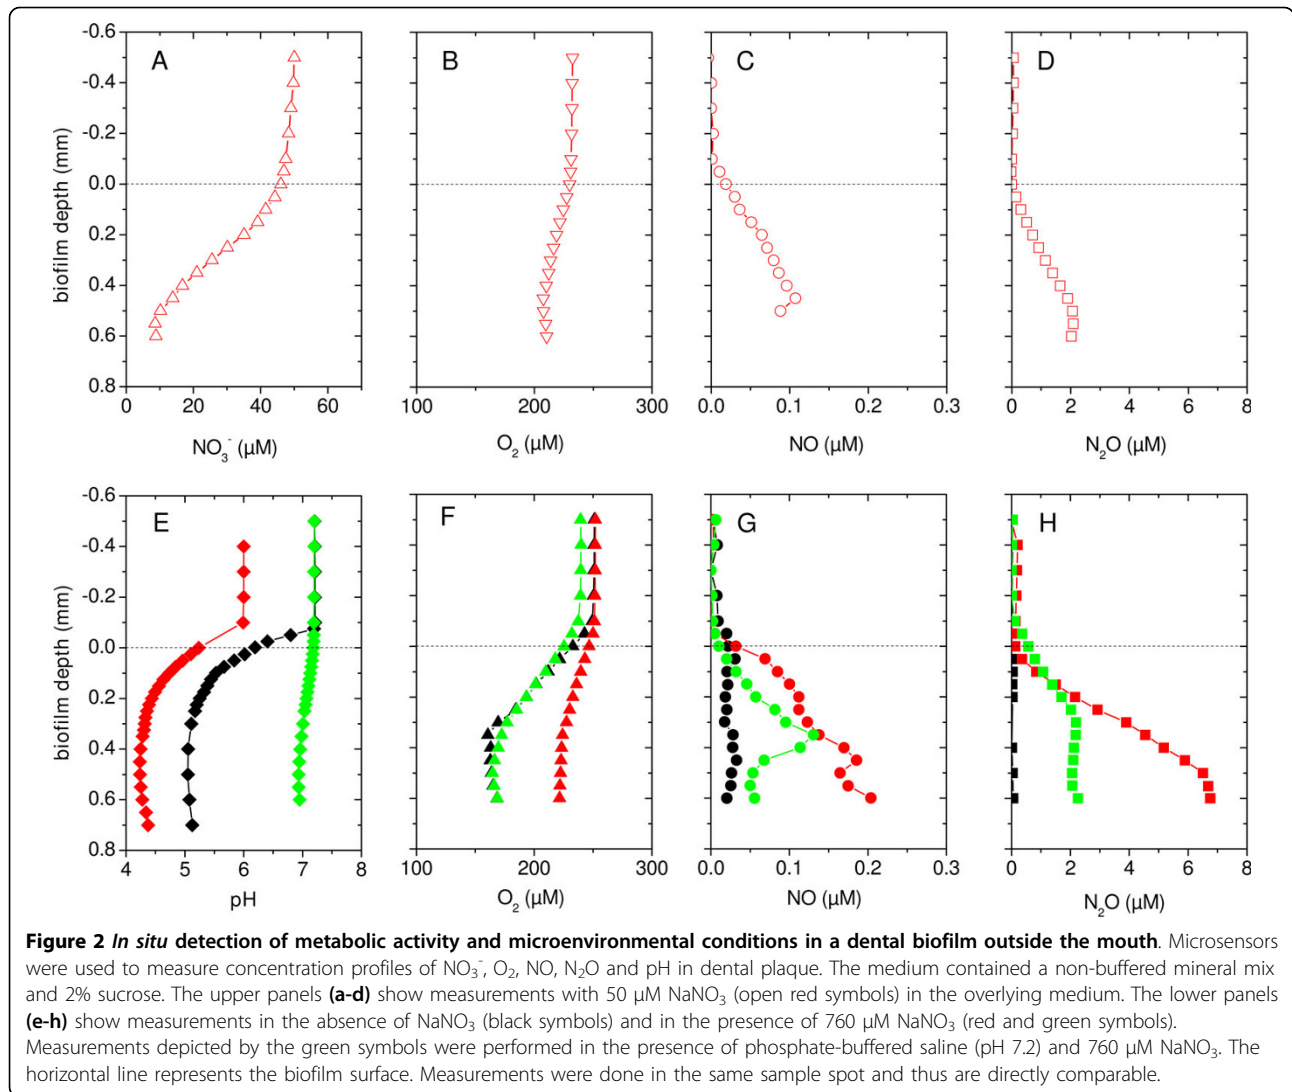 A
B
C
D
-0.6
-0.4
-0.2
0.0
0.2
0.4
0.6
0.8
biofilm depth (mm)
0 20 40 60
100 200 300
0.0 0.1 0.2 0.3
0 2 4 6 8
NO₃⁻ (µM)
O₂ (µM)
NO (µM)
N₂O (µM)
E
F
G
H
-0.6
-0.4
-0.2
0.0
0.2
0.4
0.6
0.8
biofilm depth (mm)
4 5 6 7 8
100 200 300
0.0 0.1 0.2 0.3
0 2 4 6 8
pH
O₂ (µM)
NO (µM)
N₂O (µM)
Figure 2 In situ detection of metabolic activity and microenvironmental conditions in a dental biofilm outside the mouth. Microsensors
were used to measure concentration profiles of NO₃⁻, O₂, NO, N₂O and pH in dental plaque. The medium contained a non-buffered mineral mix
and 2% sucrose. The upper panels (a-d) show measurements with 50 µM NaNO₃ (open red symbols) in the overlying medium. The lower panels
(e-h) show measurements in the absence of NaNO₃ (black symbols) and in the presence of 760 µM NaNO₃ (red and green symbols).
Measurements depicted by the green symbols were performed in the presence of phosphate-buffered saline (pH 7.2) and 760 µM NaNO₃. The
horizontal line represents the biofilm surface. Measurements were done in the same sample spot and thus are directly comparable.